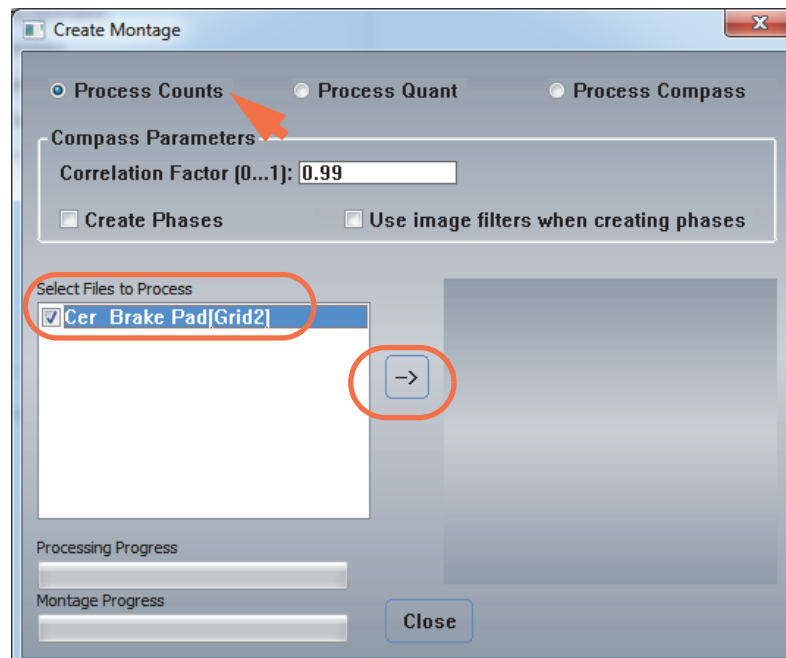 Create Montage
Process Counts Process Quant Process Compass
Compass Parameters
Correlation Factor (0...1): 0.99
Create Phases Use image filters when creating phases
Select Files to Process
Cer Brake Pad[Grid2]
-->
Processing Progress
Montage Progress
Close